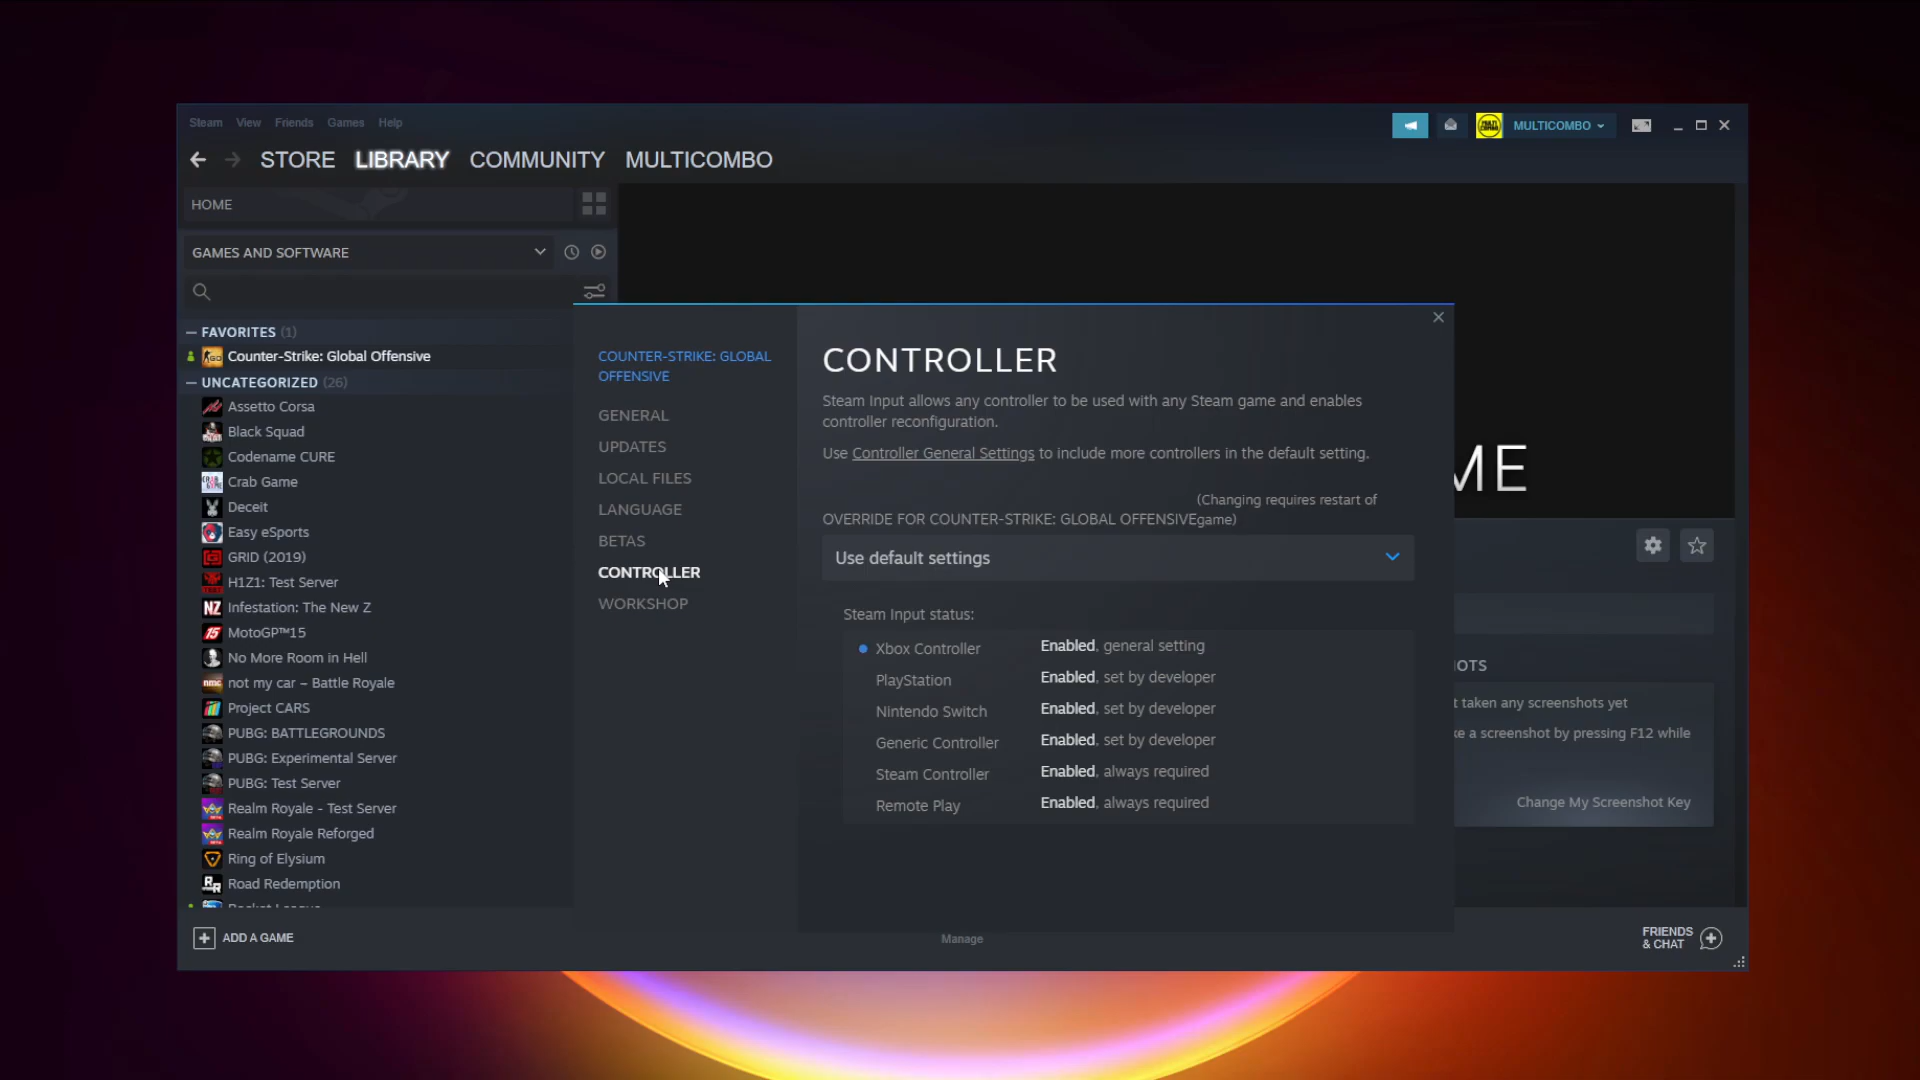 Steam View Friends Games Help
MULTICOMBO
STORE LIBRARY COMMUNITY MULTICOMBO
HOME
GAMES AND SOFTWARE
— FAVORITES (1)
Counter-Strike: Global Offensive
— UNCATEGORIZED (26)
Assetto Corsa
Black Squad
Codename CURE
Crab Game
Deceit
Easy eSports
GRID (2019)
H1Z1: Test Server
Infestation: The New Z
MotoGP™15
No More Room in Hell
not my car – Battle Royale
Project CARS
PUBG: BATTLEGROUNDS
PUBG: Experimental Server
PUBG: Test Server
Realm Royale - Test Server
Realm Royale Reforged
Ring of Elysium
Road Redemption
ADD A GAME
COUNTER-STRIKE: GLOBAL
OFFENSIVE
GENERAL
UPDATES
LOCAL FILES
LANGUAGE
BETAS
CONTROLLER
WORKSHOP
CONTROLLER
Steam Input allows any controller to be used with any Steam game and enables
controller reconfiguration.
Use Controller General Settings to include more controllers in the default setting.
(Changing requires restart of
OVERRIDE FOR COUNTER-STRIKE: GLOBAL OFFENSIVEgame)
Use default settings
Steam Input status:
Xbox Controller Enabled, general setting
PlayStation Enabled, set by developer
Nintendo Switch Enabled, set by developer
Generic Controller Enabled, set by developer
Steam Controller Enabled, always required
Remote Play Enabled, always required
ME
OTS
t taken any screenshots yet
ke a screenshot by pressing F12 while
Change My Screenshot Key
Manage
FRIENDS
& CHAT